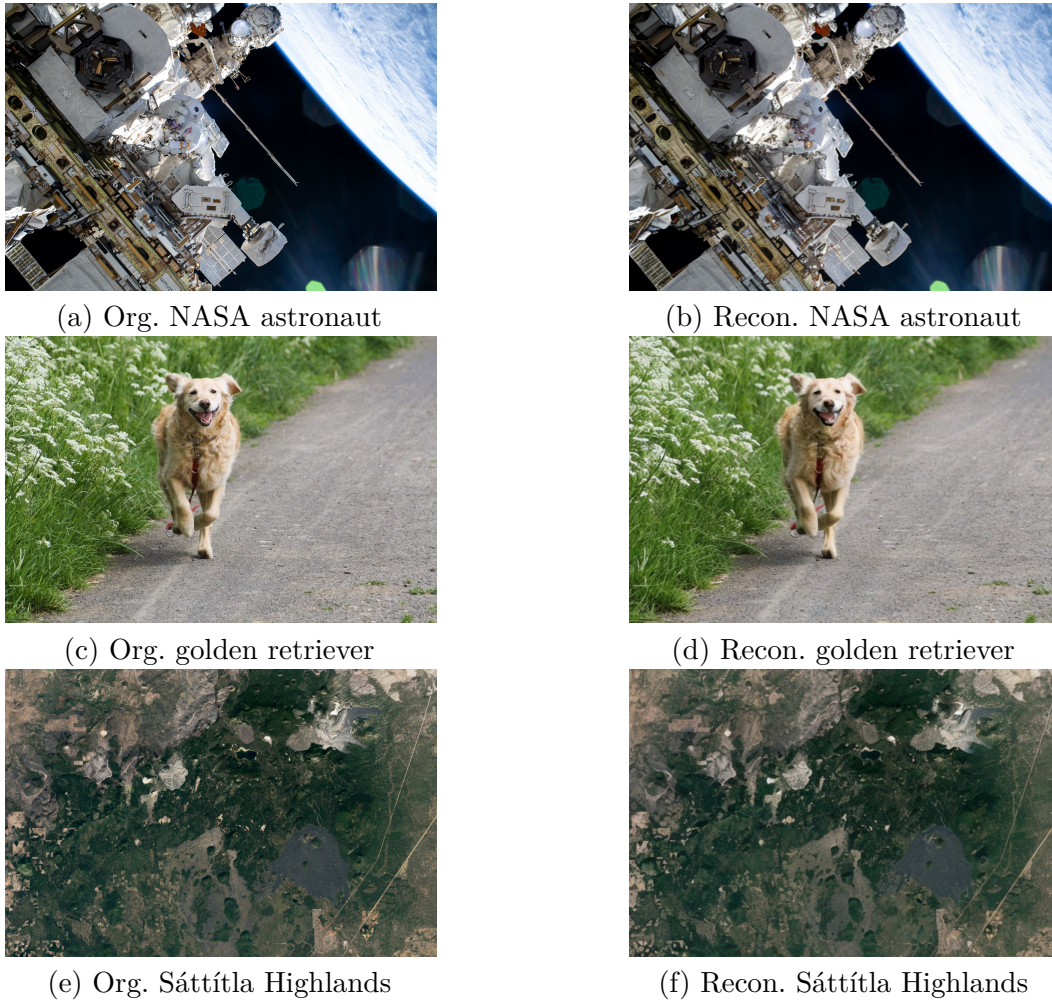 (a) Org. NASA astronaut
(b) Recon. NASA astronaut
(c) Org. golden retriever
(d) Recon. golden retriever
(e) Org. Sáttítla Highlands
(f) Recon. Sáttítla Highlands